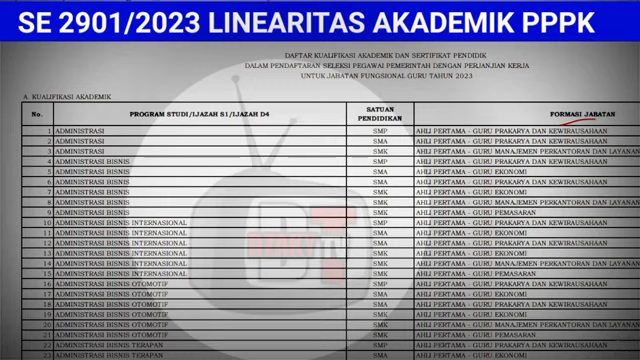 SE 2901/2023 LINEARITAS AKADEMIK PPPK
DAFTAR KUALIFIKASI AKADEMIK DAN SERTIFIKAT PENDIDIK
DALAM PENDAFTARAN SELEKSI PEGAWAI PEMERINTAH DENGAN PERJANJIAN KERJA
UNTUK JABATAN FUNGSIONAL GURU TAHUN 2023
A. KUALIFIKASI AKADEMIK
No. PROGRAM STUDI/IJAZAH S1/IJAZAH D4 SATUAN PENDIDIKAN FORMASI JABATAN
1 ADMINISTRASI SMP AHLI PERTAMA - GURU PRAKARYA DAN KEWIRAUSAHAAN
2 ADMINISTRASI SMA AHLI PERTAMA - GURU PRAKARYA DAN KEWIRAUSAHAAN
3 ADMINISTRASI SMK AHLI PERTAMA - GURU MANAJEMEN PERKANTORAN DAN LAYANAN
4 ADMINISTRASI BISNIS SMP AHLI PERTAMA - GURU PRAKARYA DAN KEWIRAUSAHAAN
5 ADMINISTRASI BISNIS SMA AHLI PERTAMA - GURU EKONOMI
6 ADMINISTRASI BISNIS SMA AHLI PERTAMA - GURU PRAKARYA DAN KEWIRAUSAHAAN
7 ADMINISTRASI BISNIS SMK AHLI PERTAMA - GURU EKONOMI
8 ADMINISTRASI BISNIS SMK AHLI PERTAMA - GURU MANAJEMEN PERKANTORAN DAN LAYANAN
9 ADMINISTRASI BISNIS SMK AHLI PERTAMA - GURU PEMASARAN
10 ADMINISTRASI BISNIS INTERNASIONAL SMP AHLI PERTAMA - GURU PRAKARYA DAN KEWIRAUSAHAAN
11 ADMINISTRASI BISNIS INTERNASIONAL SMA AHLI PERTAMA - GURU EKONOMI
12 ADMINISTRASI BISNIS INTERNASIONAL SMA AHLI PERTAMA - GURU PRAKARYA DAN KEWIRAUSAHAAN
13 ADMINISTRASI BISNIS INTERNASIONAL SMK AHLI PERTAMA - GURU EKONOMI
14 ADMINISTRASI BISNIS INTERNASIONAL SMK AHLI PERTAMA - GURU MANAJEMEN PERKANTORAN DAN LAYANAN
15 ADMINISTRASI BISNIS INTERNASIONAL SMK AHLI PERTAMA - GURU PEMASARAN
16 ADMINISTRASI BISNIS OTOMOTIF SMP AHLI PERTAMA - GURU PRAKARYA DAN KEWIRAUSAHAAN
17 ADMINISTRASI BISNIS OTOMOTIF SMA AHLI PERTAMA - GURU EKONOMI
18 ADMINISTRASI BISNIS OTOMOTIF SMA AHLI PERTAMA - GURU PRAKARYA DAN KEWIRAUSAHAAN
19 ADMINISTRASI BISNIS OTOMOTIF SMK AHLI PERTAMA - GURU EKONOMI
20 ADMINISTRASI BISNIS OTOMOTIF SMK AHLI PERTAMA - GURU MANAJEMEN PERKANTORAN DAN LAYANAN
21 ADMINISTRASI BISNIS OTOMOTIF SMK AHLI PERTAMA - GURU PEMASARAN
22 ADMINISTRASI BISNIS TERAPAN SMP AHLI PERTAMA - GURU PRAKARYA DAN KEWIRAUSAHAAN
23 ADMINISTRASI BISNIS TERAPAN SMA AHLI PERTAMA - GURU EKONOMI